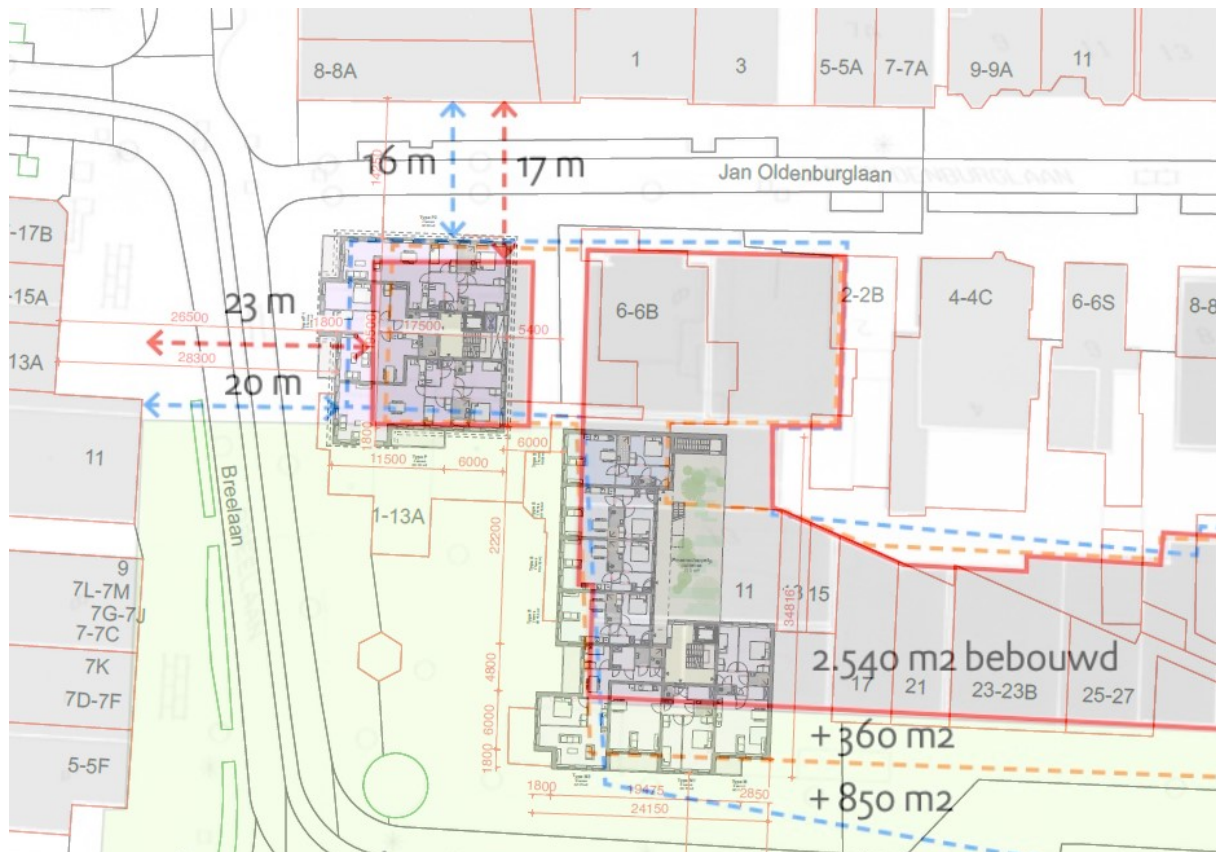 8-8A
1
3
5-5A
7-7A
9-9A
11
16 m
17 m
Jan Oldenburglaan
-17B
-15A
13A
26500
23 m
28300
20 m
1800
17500
5400
6-6B
2-2B
4-4C
6-6S
8-8
1800
11500
6000
6000
11
Breelaan
1-13A
22200
9
7L-7M
7G-7J
7-7C
7K
7D-7F
5-5F
11
15
34816
17
21
23-23B
25-27
2.540 m2 bebouwd
+ 360 m2
+ 850 m2
4800
6000
1800
1800
19475
2850
24150